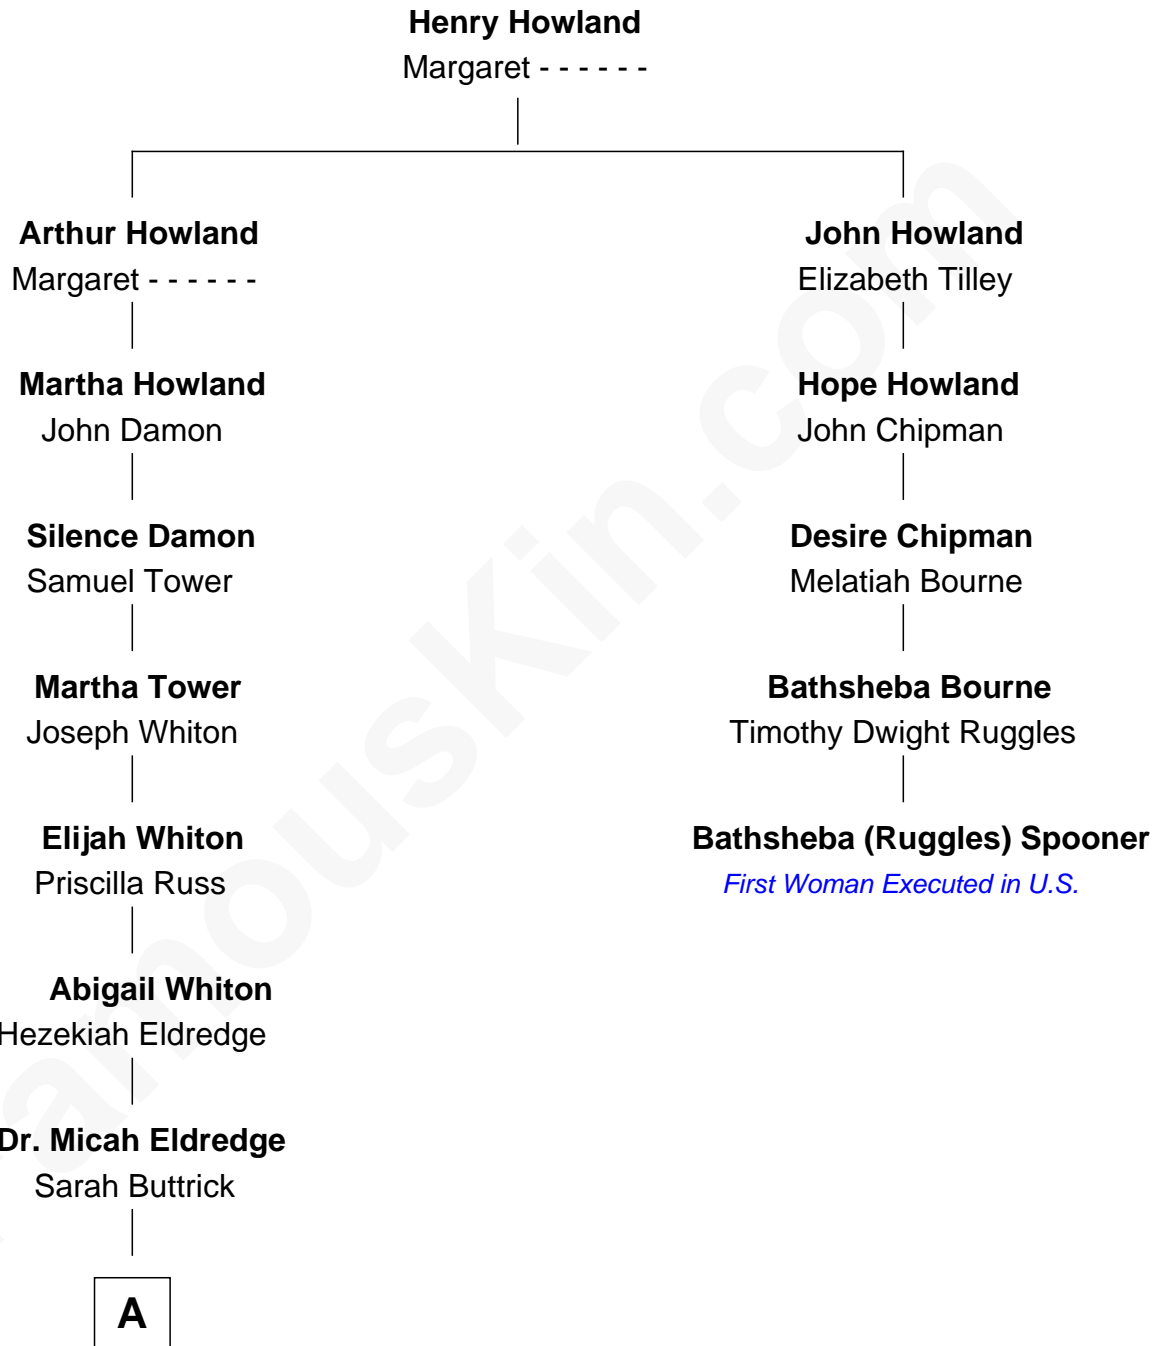 Henry Howland
Margaret - - - - - -
Arthur Howland
Margaret - - - - - -
John Howland
Elizabeth Tilley
Martha Howland
John Damon
Hope Howland
John Chipman
Silence Damon
Samuel Tower
Desire Chipman
Melatiah Bourne
Martha Tower
Joseph Whiton
Bathsheba Bourne
Timothy Dwight Ruggles
Elijah Whiton
Priscilla Russ
Bathsheba (Ruggles) Spooner
First Woman Executed in U.S.
Abigail Whiton
Hezekiah Eldredge
Dr. Micah Eldredge
Sarah Buttrick
A
FamousKin.com